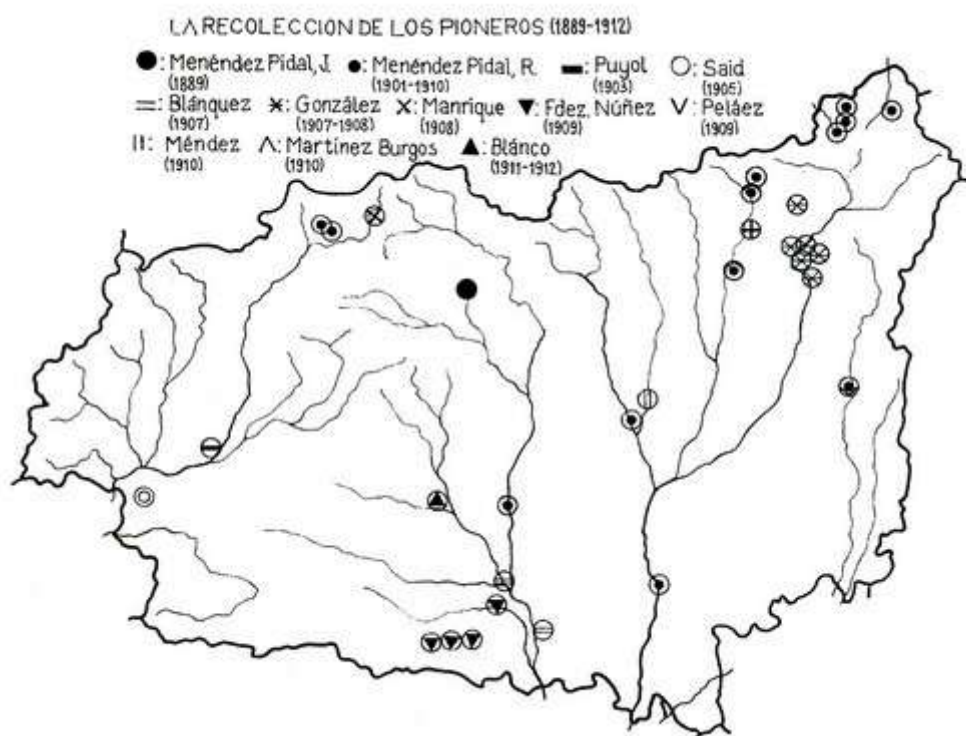 LA RECOLECCION DE LOS PIONEROS (1889-1912)
●: Menéndez Pidal, J. ●: Menéndez Pidal, R. ▬: Puyol ○: Said
(1889) (1901-1910) (1903) (1905)
=: Blánquez ⚹: González X: Manrique ▼: Fdez. Núñez V: Peláez
(1907) (1907-1908) (1908) (1909) (1909)
II: Méndez Λ: Martínez Burgos ▲: Blánco
(1910) (1910) (1911-1912)